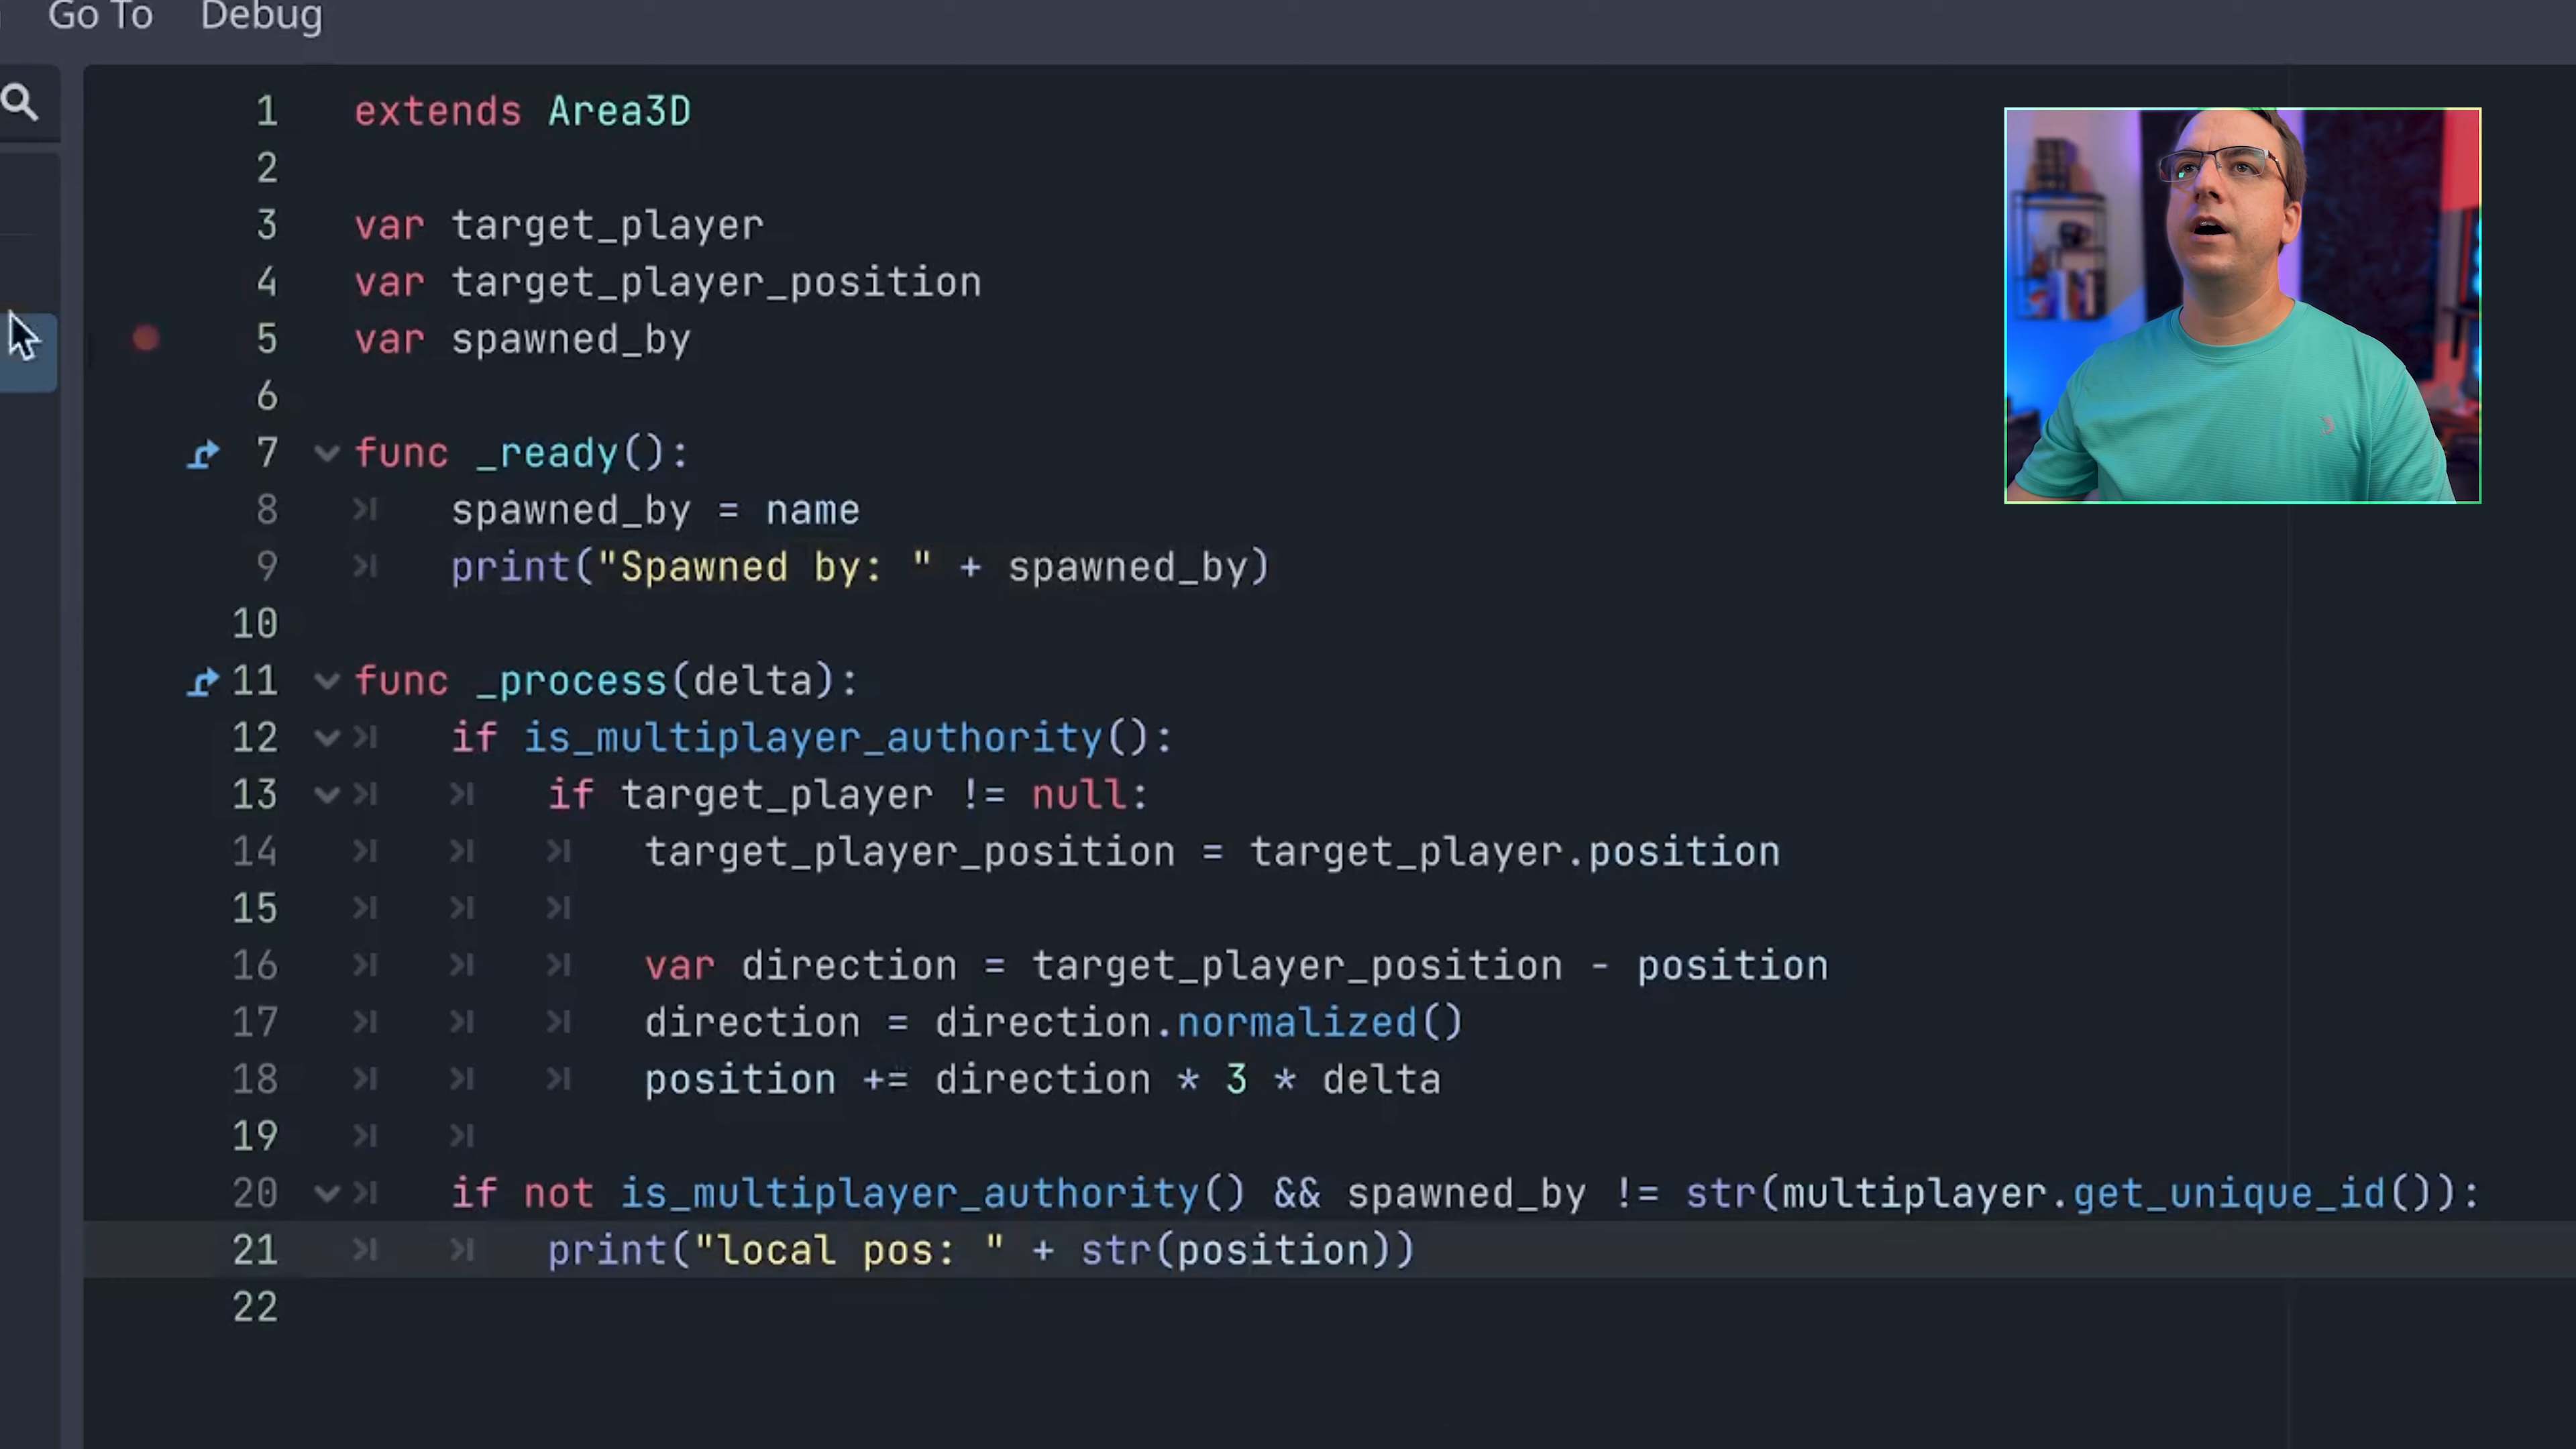 Go To Debug
1 extends Area3D
2
3 var target_player
4 var target_player_position
5 var spawned_by
6
7 func _ready():
8 spawned_by = name
9 print("Spawned by: " + spawned_by)
10
11 func _process(delta):
12 if is_multiplayer_authority():
13 if target_player != null:
14 target_player_position = target_player.position
15
16 var direction = target_player_position - position
17 direction = direction.normalized()
18 position += direction * 3 * delta
19
20 if not is_multiplayer_authority() && spawned_by != str(multiplayer.get_unique_id()):
21 print("local pos: " + str(position))
22